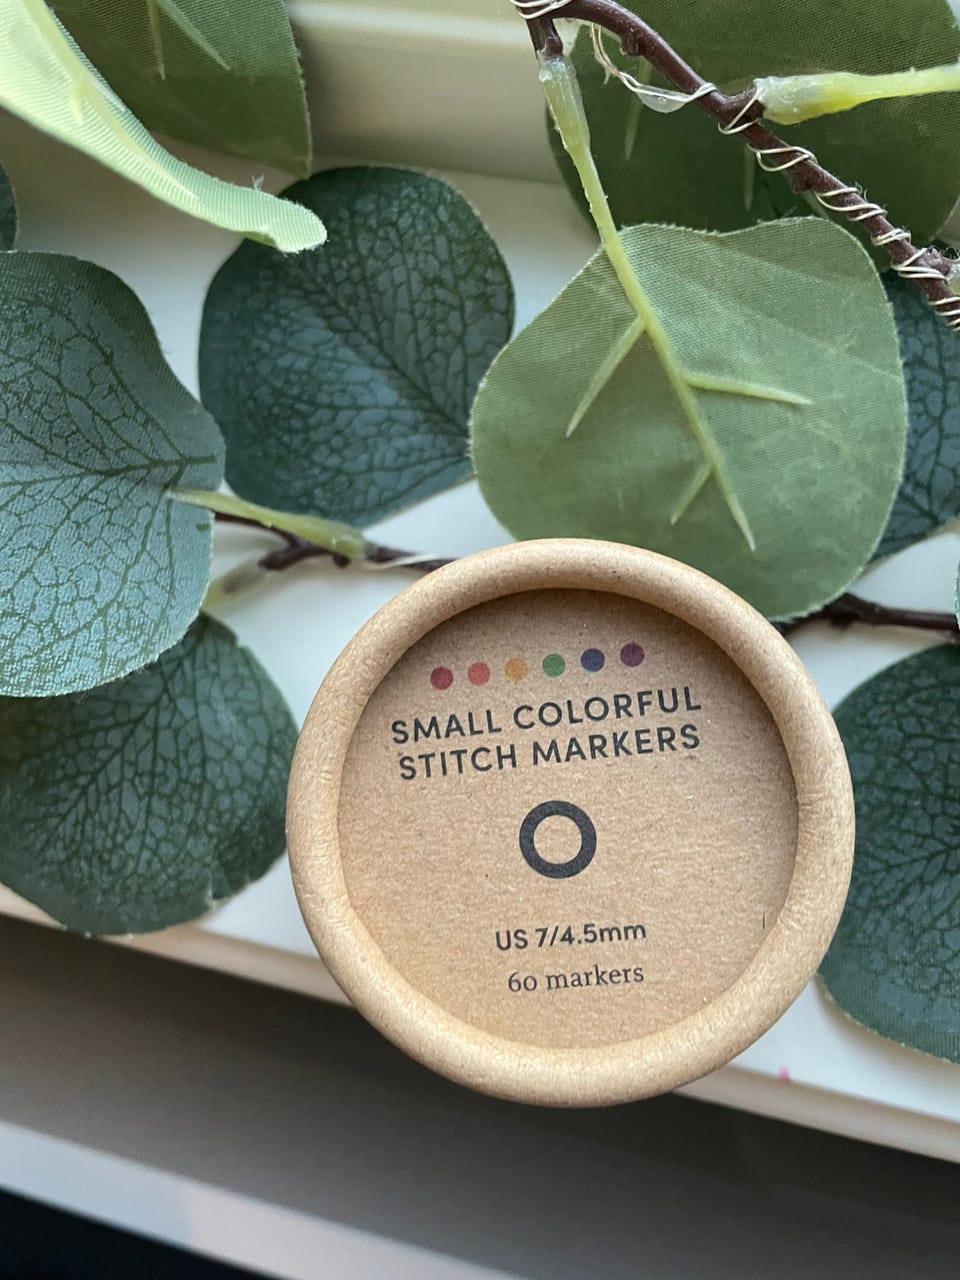 SMALL COLORFUL
STITCH MARKERS
US 7/4.5mm
60 markers